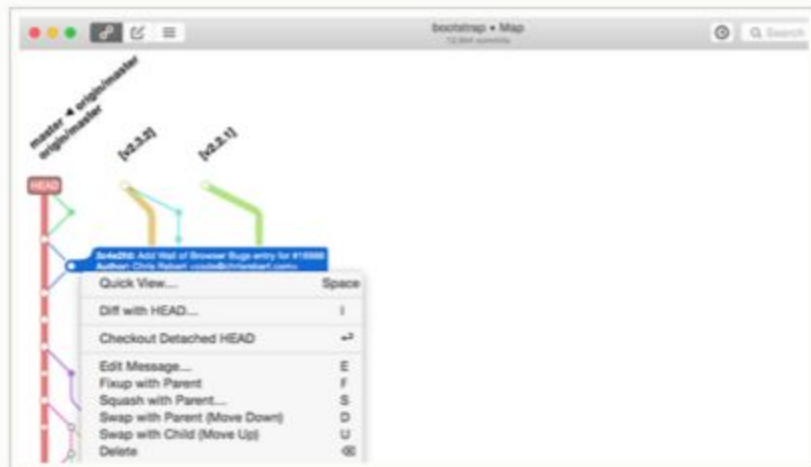 bootstrap • Map
Search
master ◀ origin/master
origin/master
[v2.3.2]
[v2.2.1]
HEAD
Add Wall of Browser Bugs entry for
Author: Chris Rebert
Quick View... Space
Diff with HEAD... I
Checkout Detached HEAD ⏎
Edit Message... E
Fixup with Parent F
Squash with Parent... S
Swap with Parent (Move Down) D
Swap with Child (Move Up) U
Delete ⌫